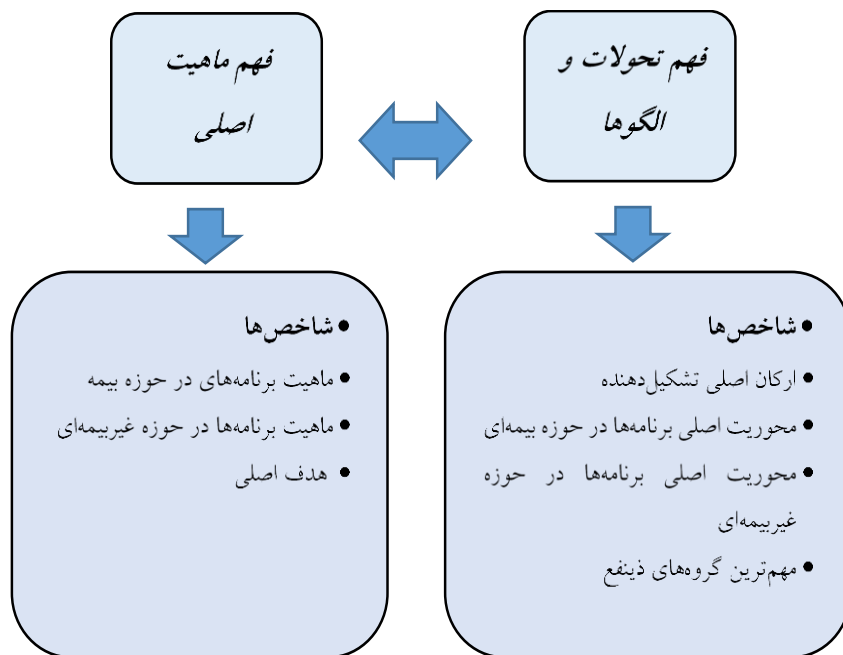 فهم تحولات و
الگوها
فهم ماهیت
اصلی
• شاخص‌ها
• ارکان اصلی تشکیل‌دهنده
• محوریت اصلی برنامه‌ها در حوزه بیمه‌ای
• محوریت اصلی برنامه‌ها در حوزه
غیربیمه‌ای
• مهم‌ترین گروه‌های ذینفع
• شاخص‌ها
• ماهیت برنامه‌های در حوزه بیمه
• ماهیت برنامه‌ها در حوزه غیربیمه‌ای
• هدف اصلی